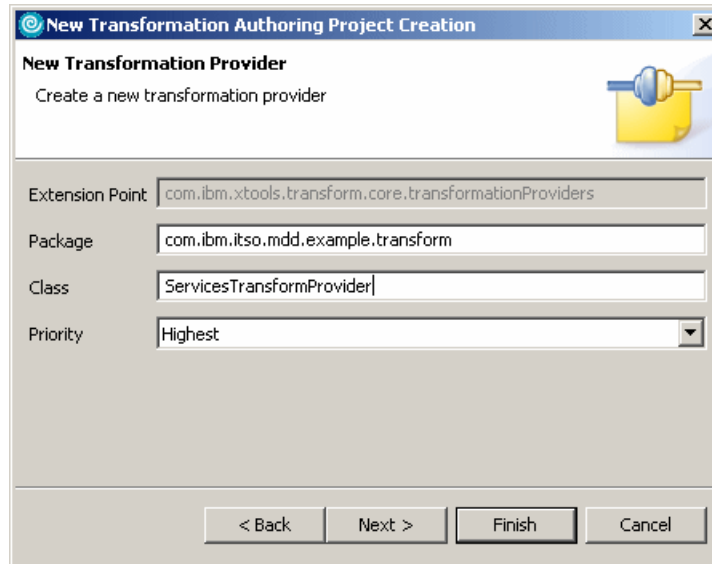 New Transformation Authoring Project Creation
New Transformation Provider
Create a new transformation provider
Extension Point com.ibm.xtools.transform.core.transformationProviders
Package com.ibm.itso.mdd.example.transform
Class ServicesTransformProvider
Priority Highest
< Back Next > Finish Cancel